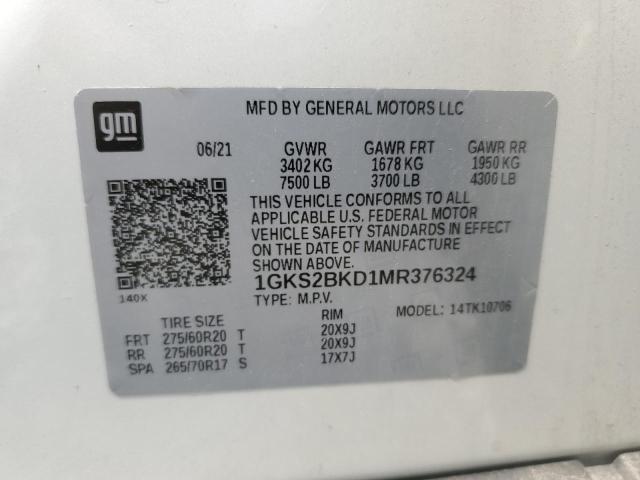 gm
MFD BY GENERAL MOTORS LLC
06/21 GVWR GAWR FRT GAWR RR
3402 KG 1678 KG 1950 KG
7500 LB 3700 LB 4300 LB
THIS VEHICLE CONFORMS TO ALL
APPLICABLE U.S. FEDERAL MOTOR
VEHICLE SAFETY STANDARDS IN EFFECT
ON THE DATE OF MANUFACTURE
SHOWN ABOVE.
140X
1GKS2BKD1MR376324
TYPE: M.P.V. MODEL: 14TK10706
TIRE SIZE RIM
FRT 275/60R20 T 20X9J
RR 275/60R20 T 20X9J
SPA 265/70R17 S 17X7J